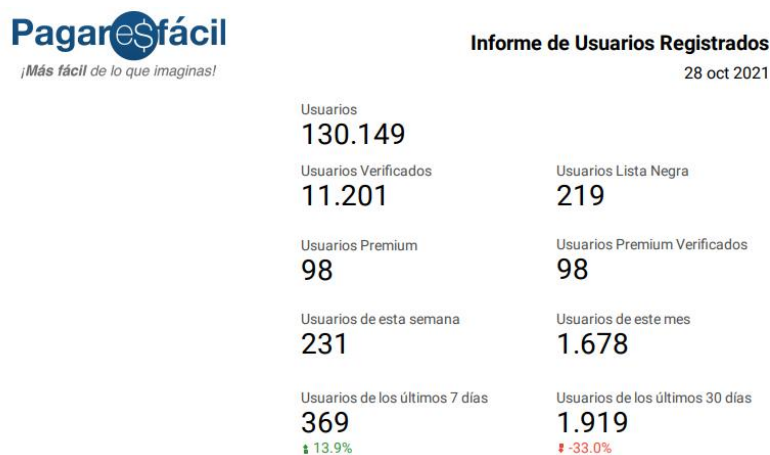 Pagaresfácil
¡Más fácil de lo que imaginas!
Informe de Usuarios Registrados
28 oct 2021
Usuarios
130.149
Usuarios Verificados
11.201
Usuarios Lista Negra
219
Usuarios Premium
98
Usuarios Premium Verificados
98
Usuarios de esta semana
231
Usuarios de este mes
1.678
Usuarios de los últimos 7 días
369
13.9%
Usuarios de los últimos 30 días
1.919
-33.0%